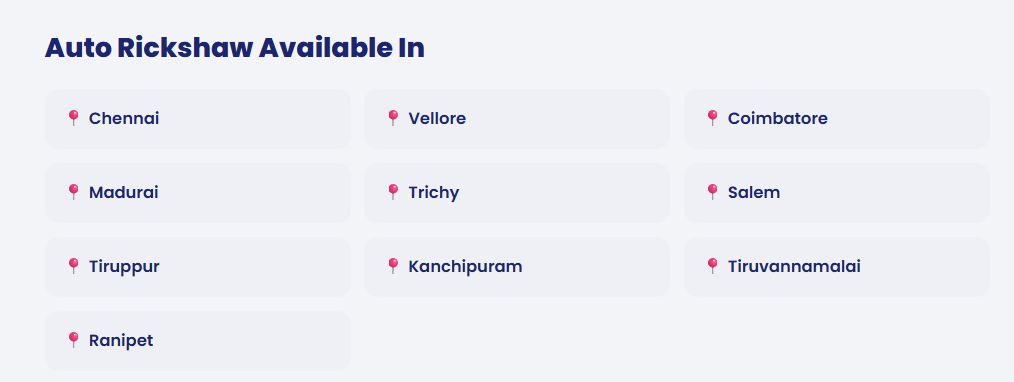 Auto Rickshaw Available In
Chennai
Vellore
Coimbatore
Madurai
Trichy
Salem
Tiruppur
Kanchipuram
Tiruvannamalai
Ranipet